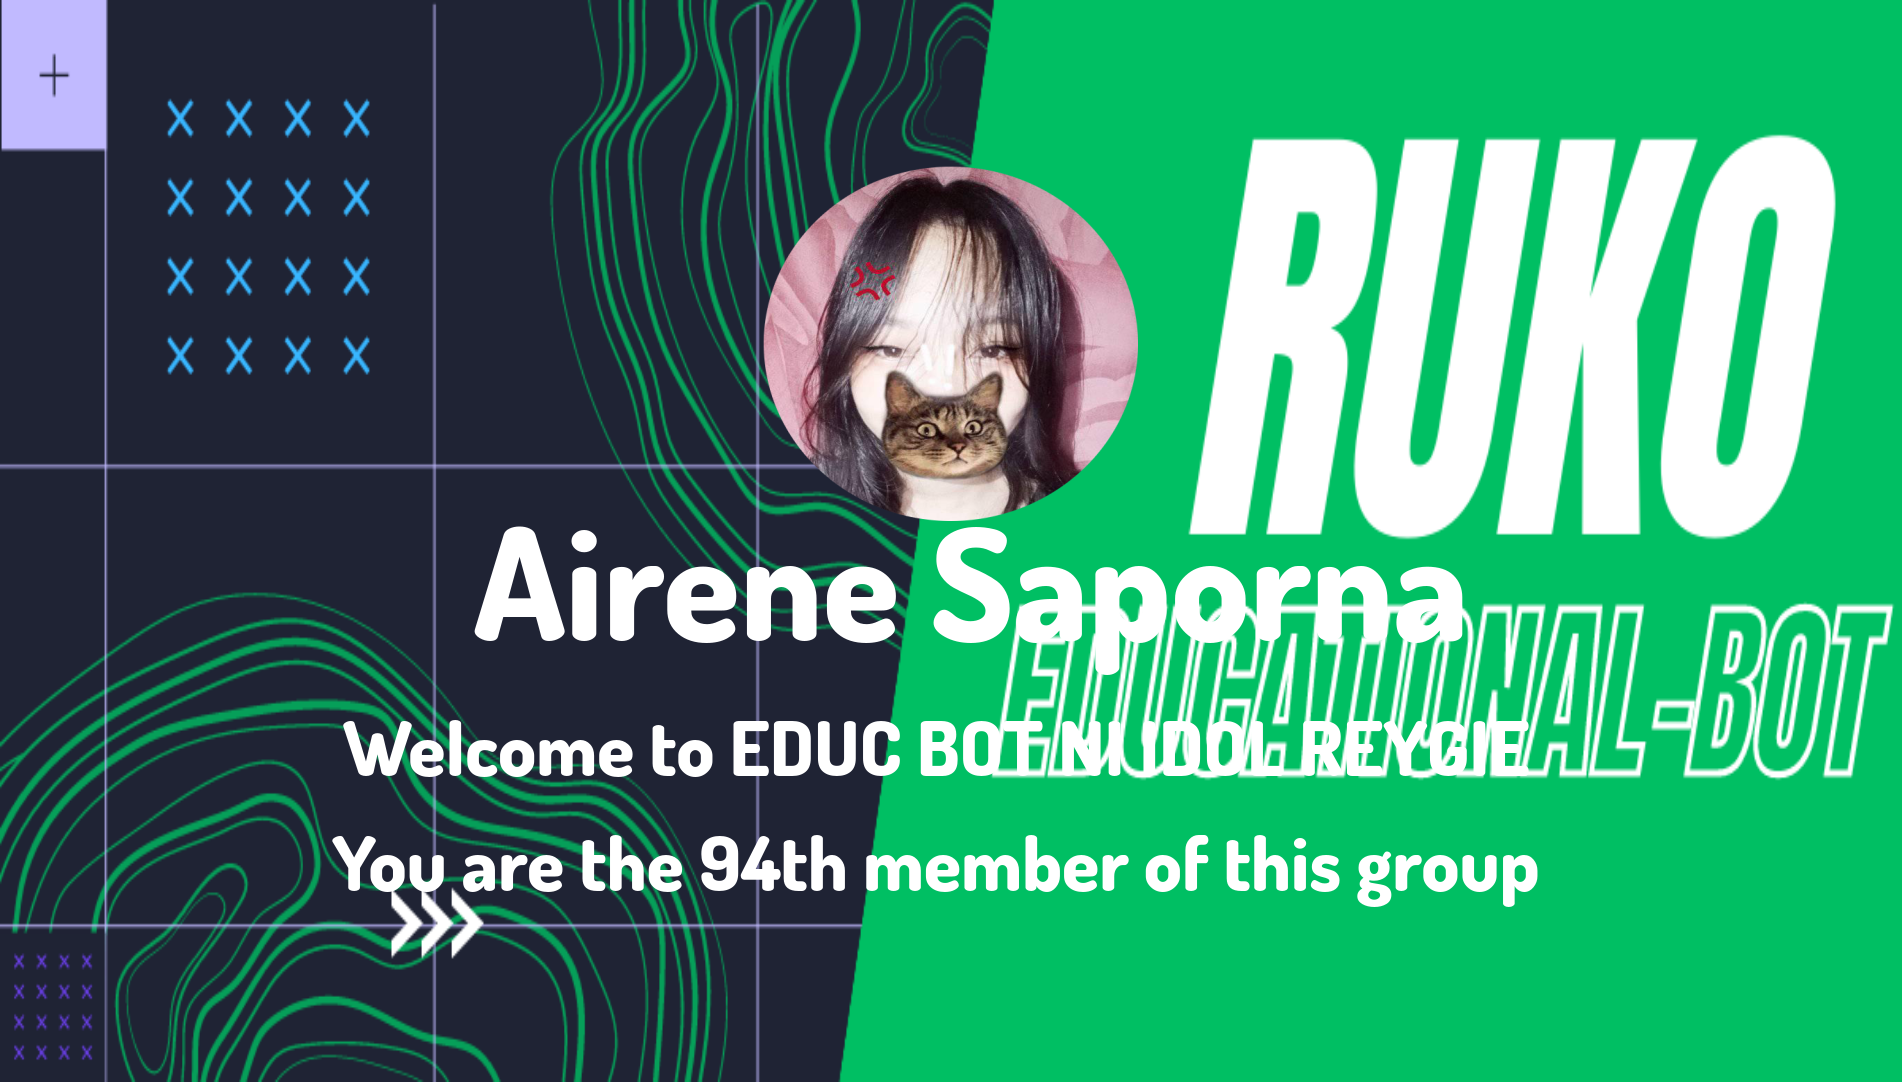 RUKO
Airene Saporna
EDUCATIONAL-BOT
Welcome to EDUC BOT NI IDOL REYGIE
You are the 94th member of this group